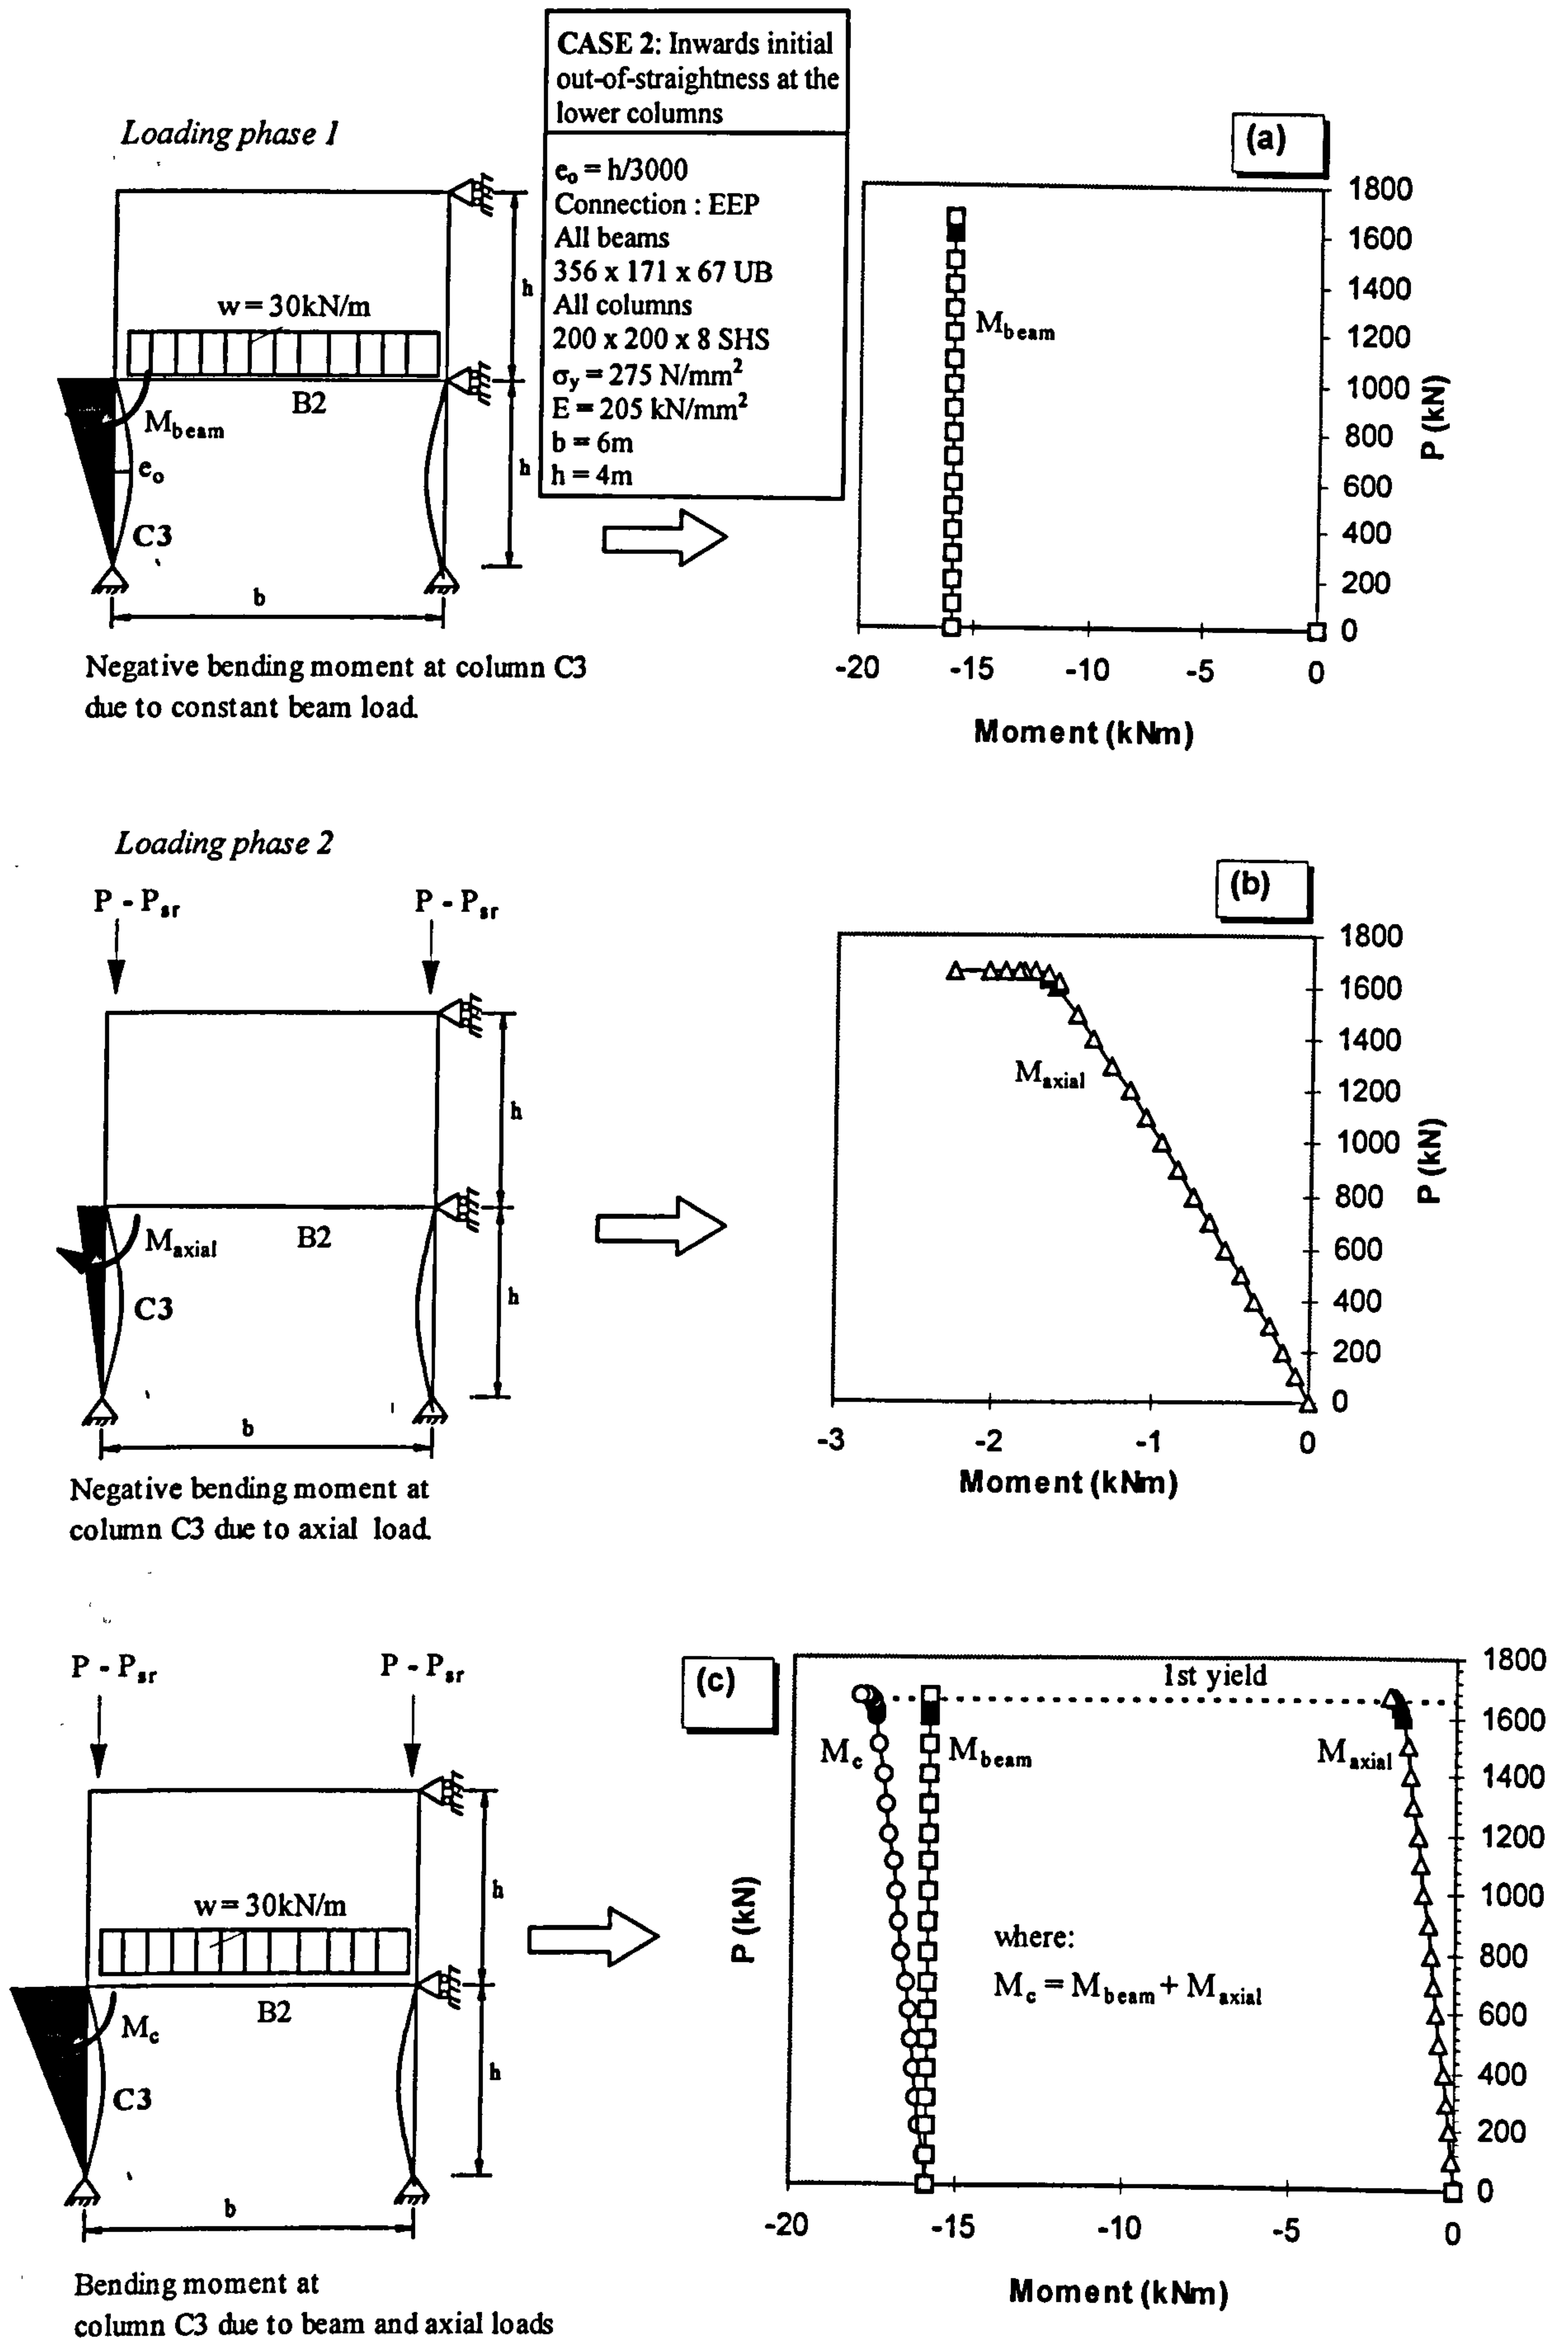 CASE 2: Inwards initial
out-of-straightness at the
lower columns
e₀ = h/3000
Connection : EEP
All beams
356 x 171 x 67 UB
All columns
200 x 200 x 8 SHS
σy = 275 N/mm²
E = 205 kN/mm²
b = 6m
h = 4m
Loading phase 1
w = 30kN/m
h
h
B2
Mbeam
e₀
C3
b
Negative bending moment at column C3
due to constant beam load.
(a)
1800
1600
1400
1200
1000
800
600
400
200
0
P (kN)
Mbeam
-20
-15
-10
-5
0
Moment (kNm)
Loading phase 2
P - Psr
P - Psr
h
h
B2
Maxial
C3
b
Negative bending moment at
column C3 due to axial load.
(b)
1800
1600
1400
1200
1000
800
600
400
200
0
P (kN)
Maxial
-3
-2
-1
0
Moment (kNm)
P - Psr
P - Psr
w = 30kN/m
h
h
B2
Mc
C3
b
Bending moment at
column C3 due to beam and axial loads
(c)
1st yield
1800
1600
1400
1200
1000
800
600
400
200
0
P (kN)
Mc
Mbeam
Maxial
where:
Mc = Mbeam + Maxial
-20
-15
-10
-5
0
Moment (kNm)